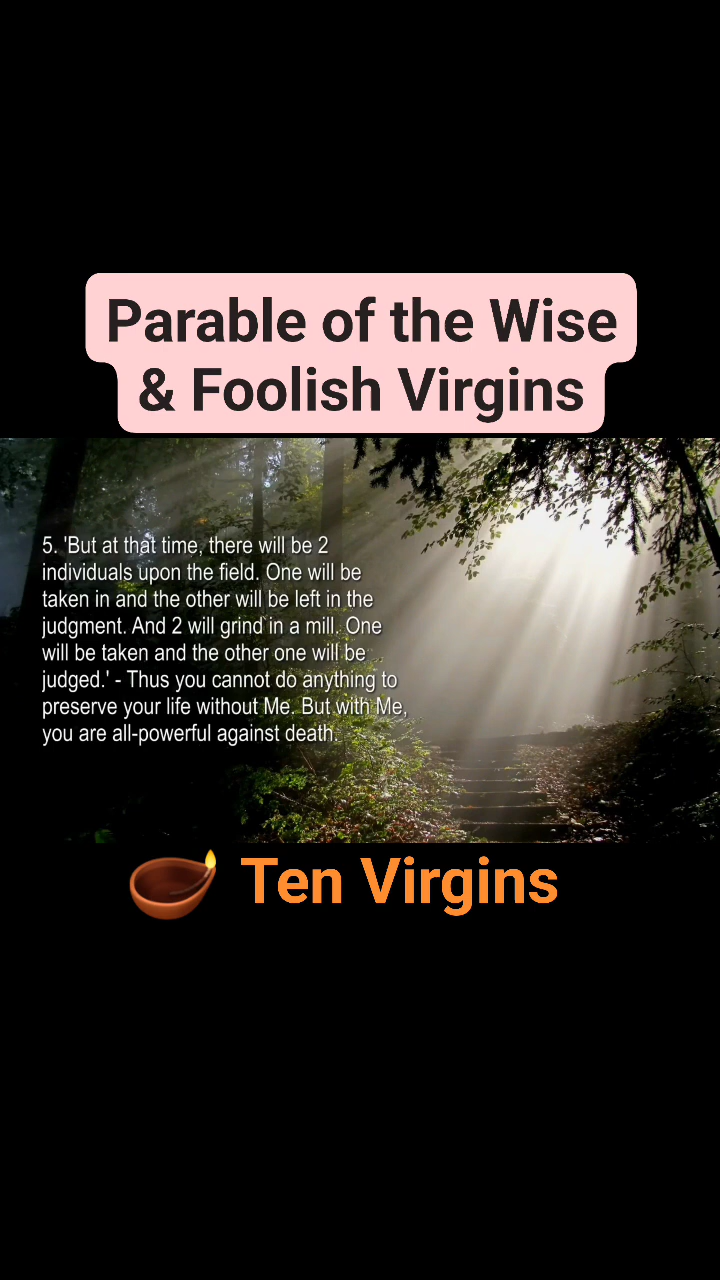 Parable of the Wise
& Foolish Virgins
5. 'But at that time, there will be 2
individuals upon the field. One will be
taken in and the other will be left in the
judgment. And 2 will grind in a mill. One
will be taken and the other one will be
judged.' - Thus you cannot do anything to
preserve your life without Me. But with Me,
you are all-powerful against death.
Ten Virgins